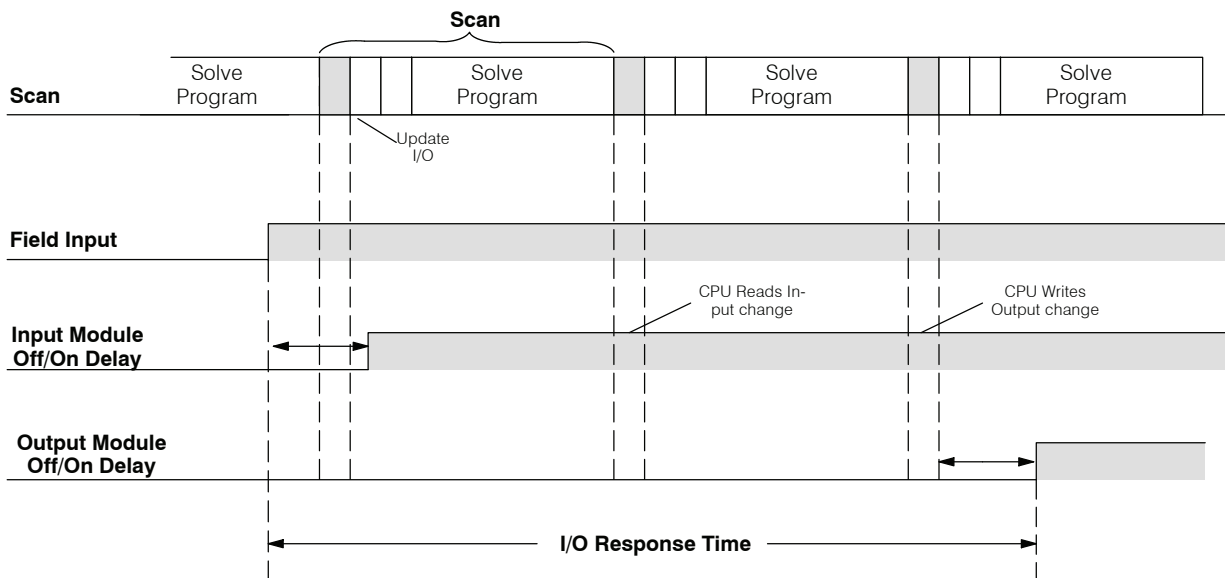 Scan
Scan
Solve
Program
Solve
Program
Solve
Program
Solve
Program
Update
I/O
Field Input
CPU Reads In-
put change
CPU Writes
Output change
Input Module
Off/On Delay
Output Module
Off/On Delay
I/O Response Time